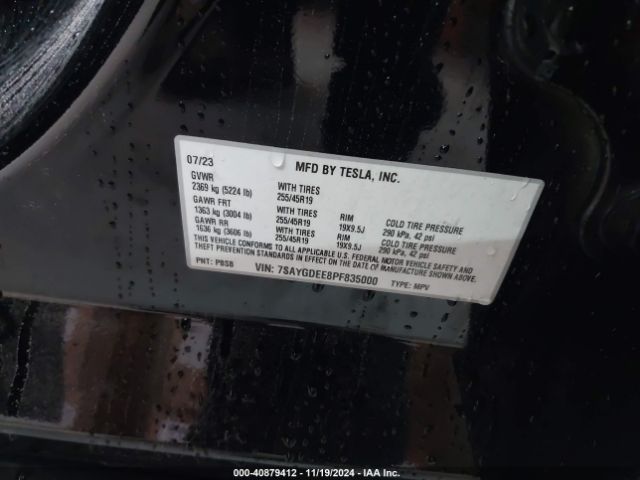 07/23 MFD BY TESLA, INC.
GVWR
2369 kg (5224 lb) WITH TIRES 255/45R19
GAWR FRT
1363 kg (3004 lb) WITH TIRES 255/45R19 RIM 19X9.5J COLD TIRE PRESSURE 290 kPa, 42 psi
GAWR RR
1636 kg (3606 lb) WITH TIRES 255/45R19 RIM 19X9.5J COLD TIRE PRESSURE 290 kPa, 42 psi
THIS VEHICLE CONFORMS TO ALL APPLICABLE U.S. FEDERAL MOTOR VEHICLE SAFETY AND
THEFT PREVENTION STANDARDS IN EFFECT ON THE DATE OF MANUFACTURE SHOWN ABOVE.
PNT: PBSB VIN: 7SAYGDEE8PF835000 TYPE: MPV
000-40879412 - 11/19/2024 - IAA Inc.